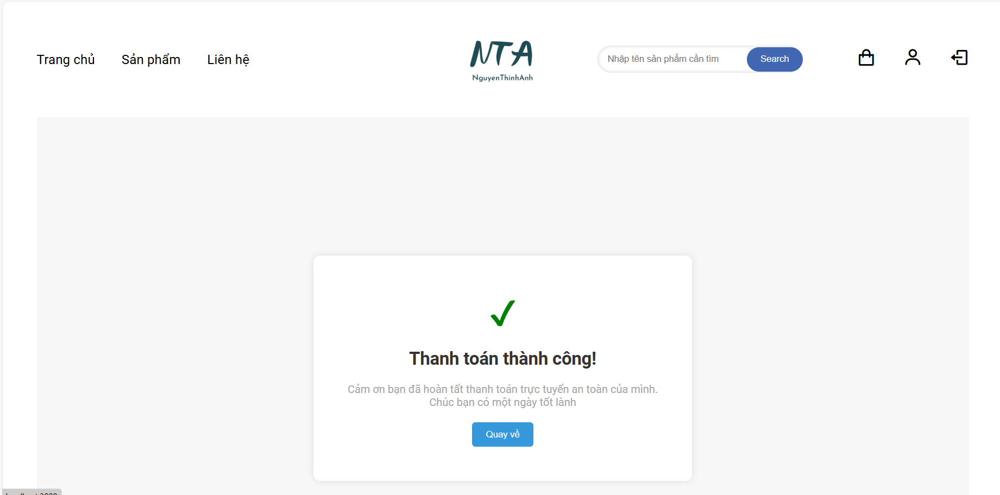 Trang chủ
Sản phẩm
Liên hệ
NTA
NguyenThinhAnh
Nhập tên sản phẩm cần tìm
Search
Thanh toán thành công!
Cảm ơn bạn đã hoàn tất thanh toán trực tuyến an toàn của mình.
Chúc bạn có một ngày tốt lành
Quay về